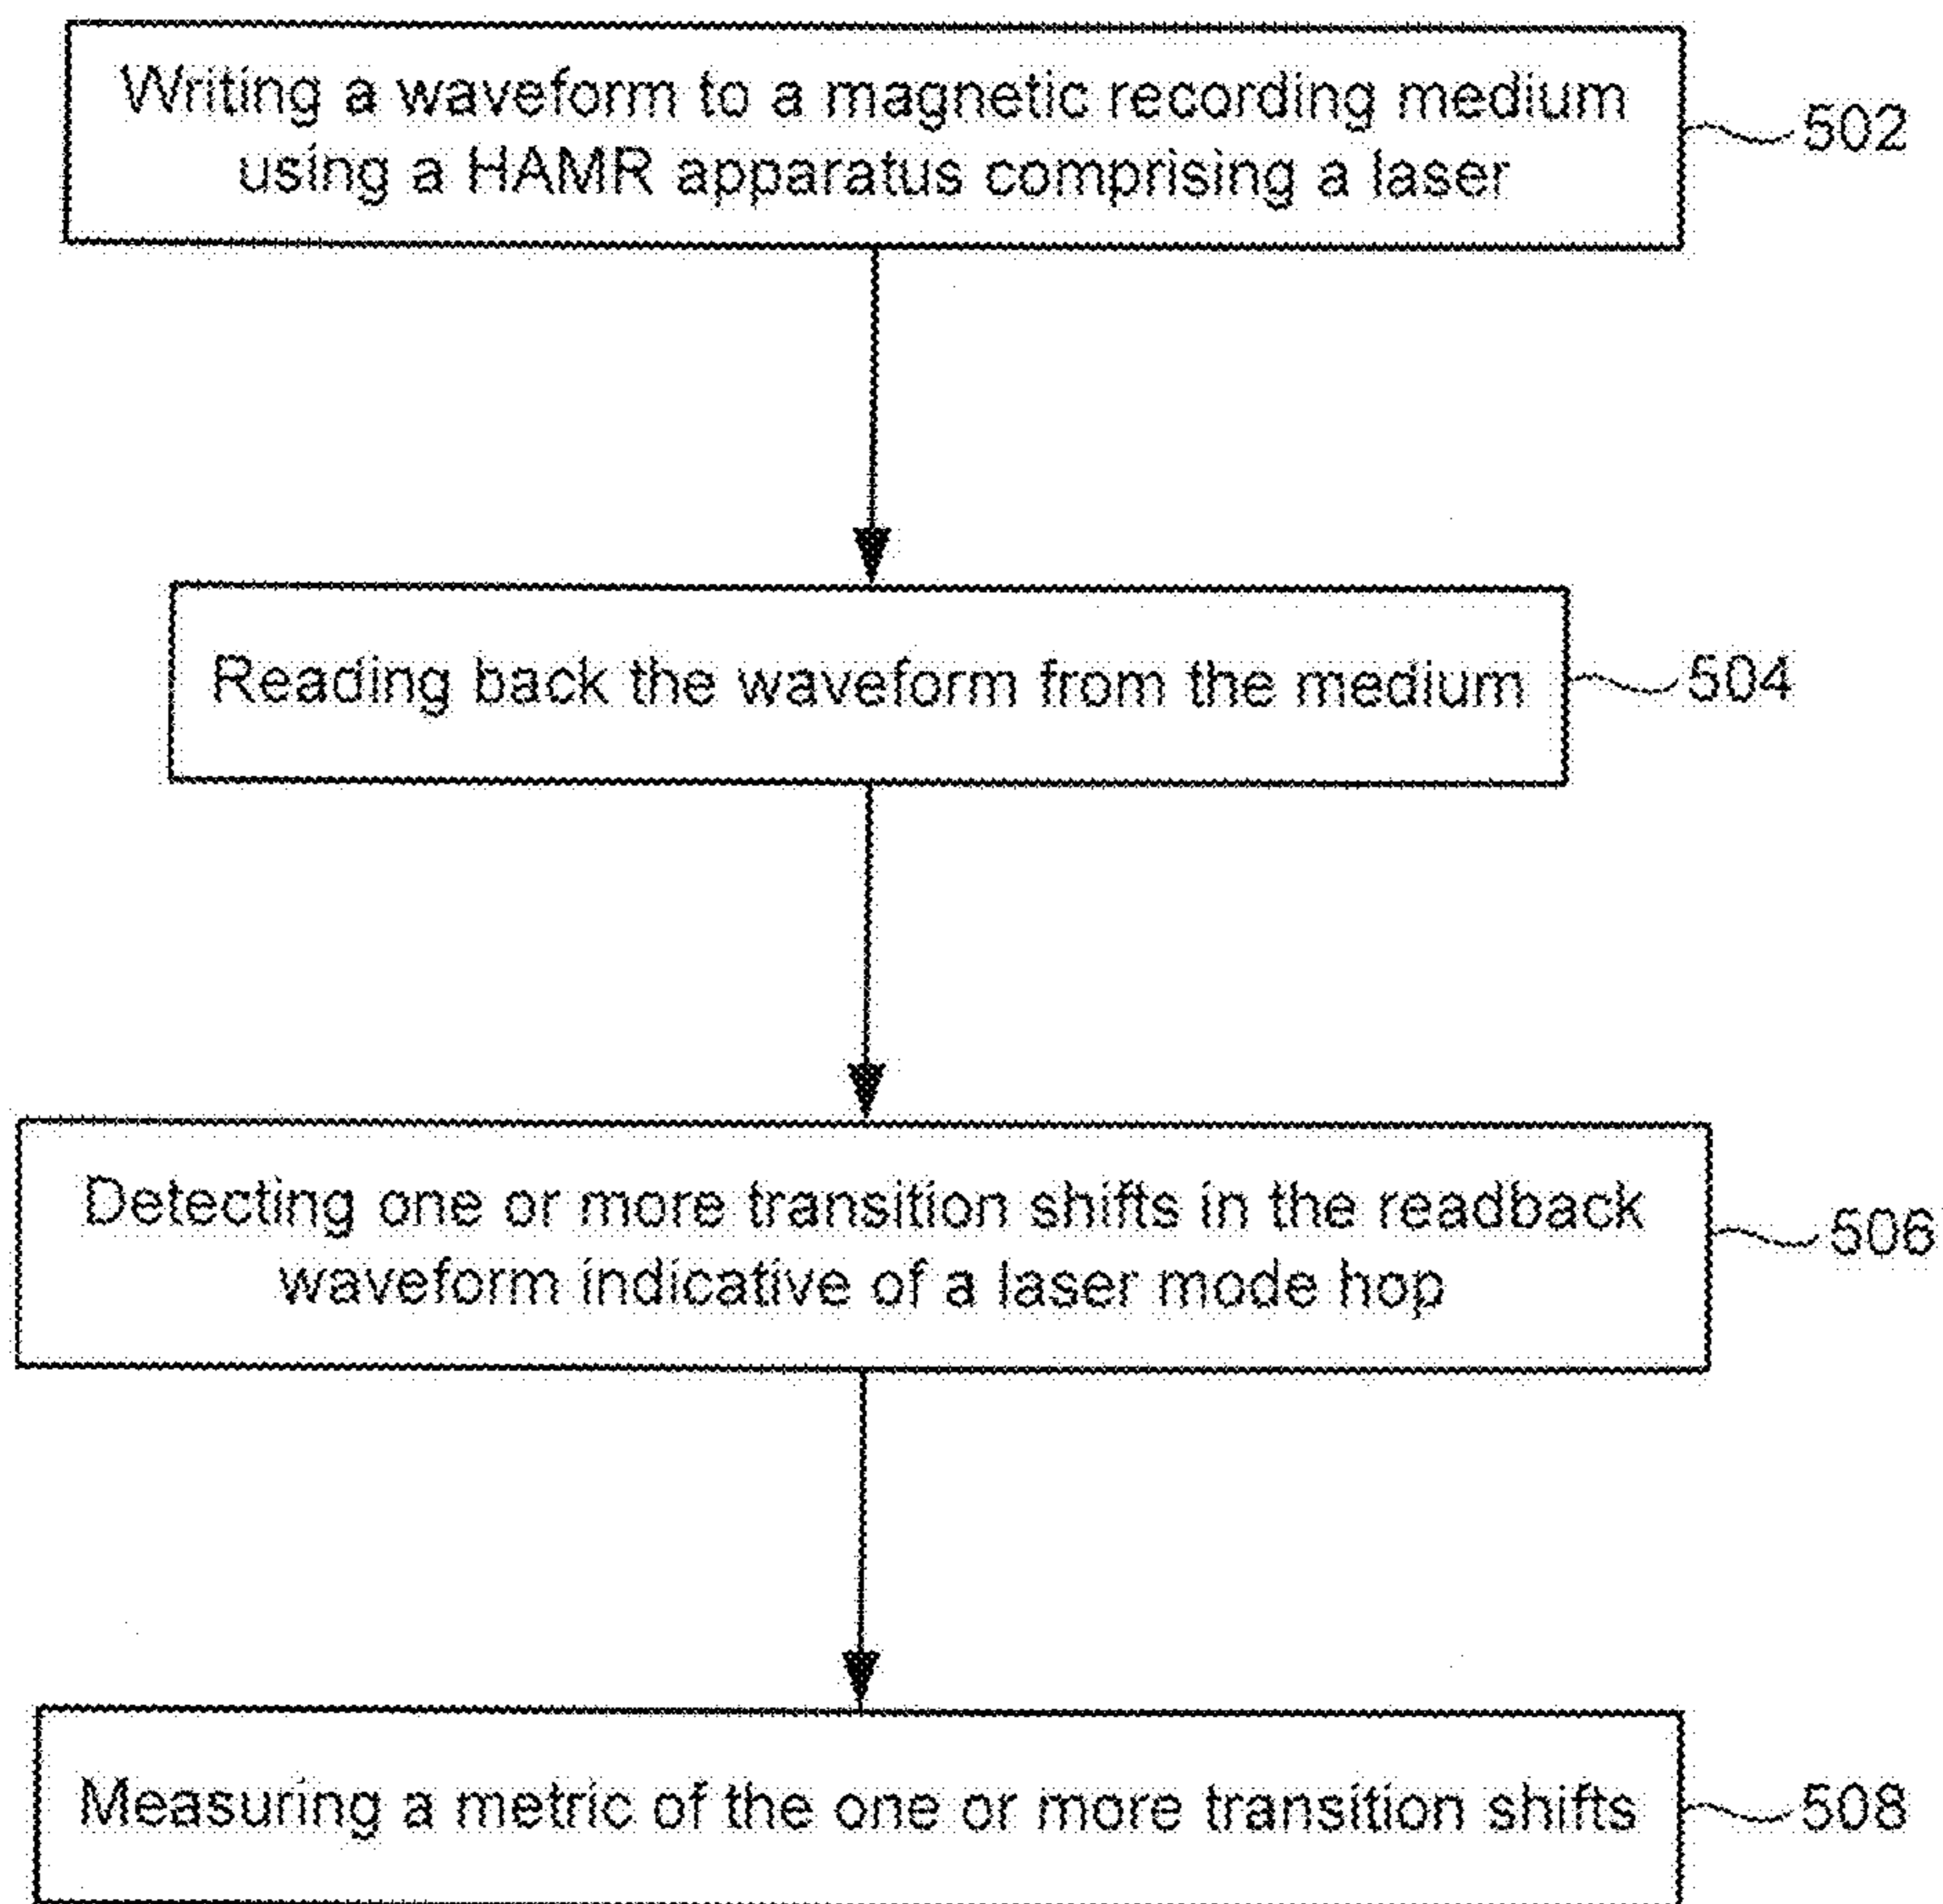 Writing a waveform to a magnetic recording medium
using a HAMR apparatus comprising a laser
502
Reading back the waveform from the medium
504
Detecting one or more transition shifts in the readback
waveform indicative of a laser mode hop
506
Measuring a metric of the one or more transition shifts
508